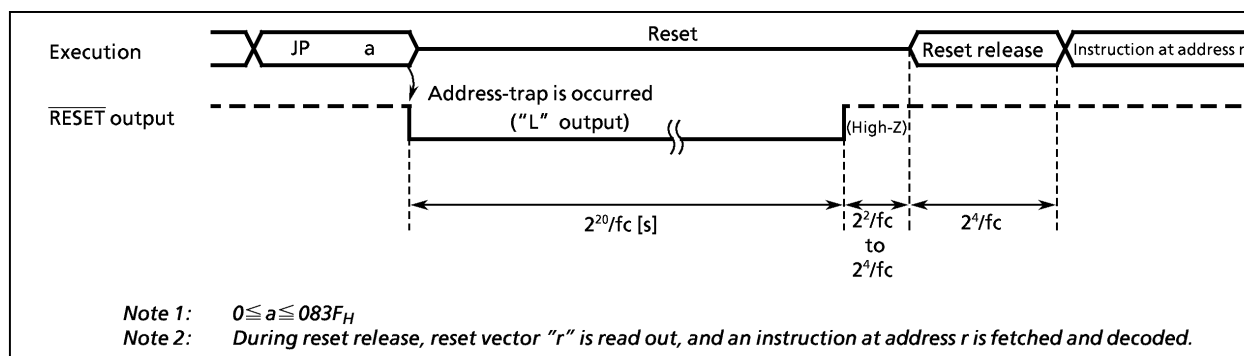 Execution
JP a
Reset
Reset release
Instruction at address r
RESET output
Address-trap is occurred
("L" output)
(High-Z)
2²⁰/fc [s]
2²/fc
to
2⁴/fc
2⁴/fc
Note 1: 0≦a≦083F_H
Note 2: During reset release, reset vector "r" is read out, and an instruction at address r is fetched and decoded.